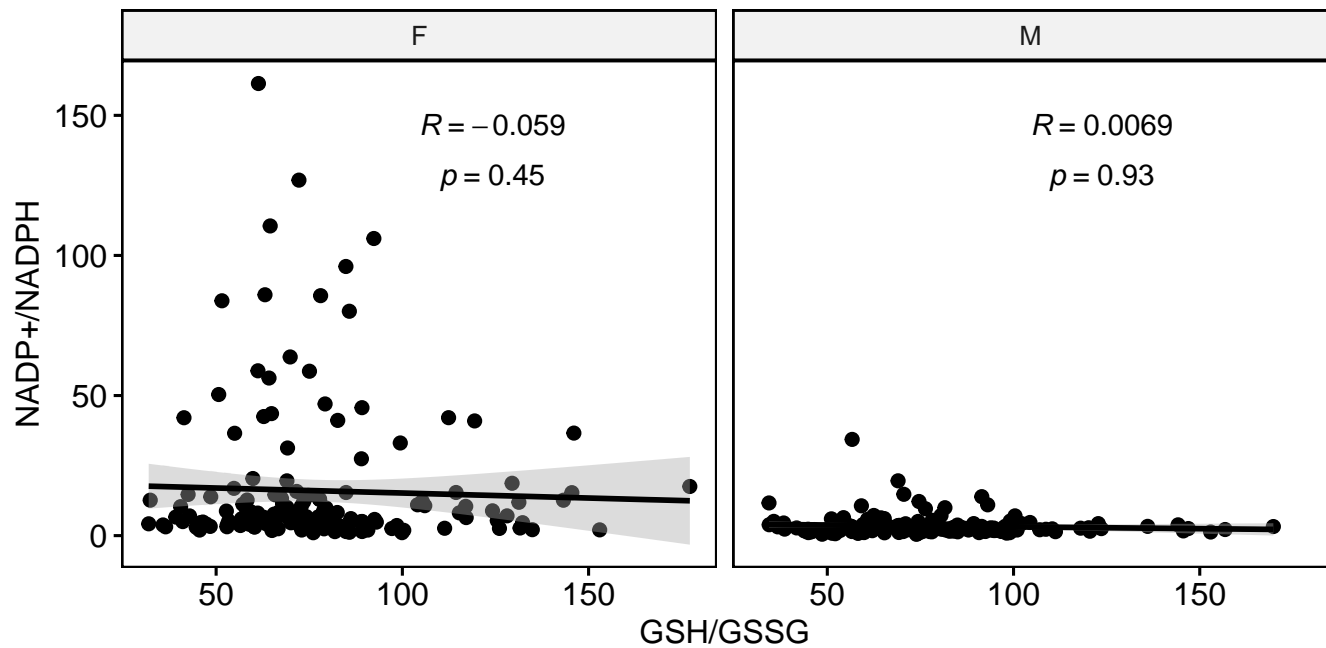 F
M
R = −0.059
p = 0.45
R = 0.0069
p = 0.93
NADP+/NADPH
150
100
50
0
50
100
150
50
100
150
GSH/GSSG